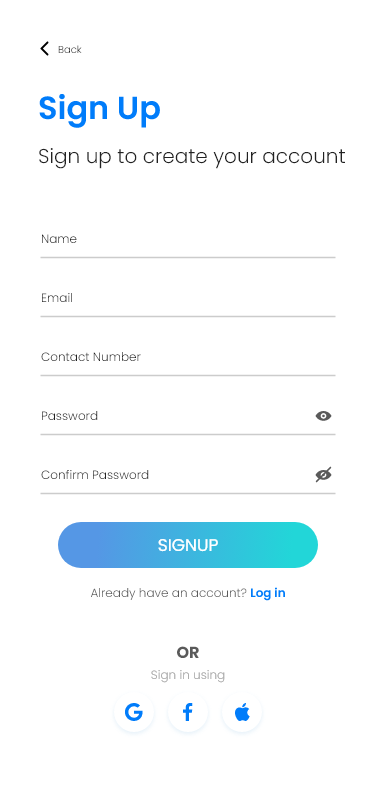 Back
Sign Up
Sign up to create your account
Name
Email
Contact Number
Password
Confirm Password
SIGNUP
Already have an account? Log in
OR
Sign in using